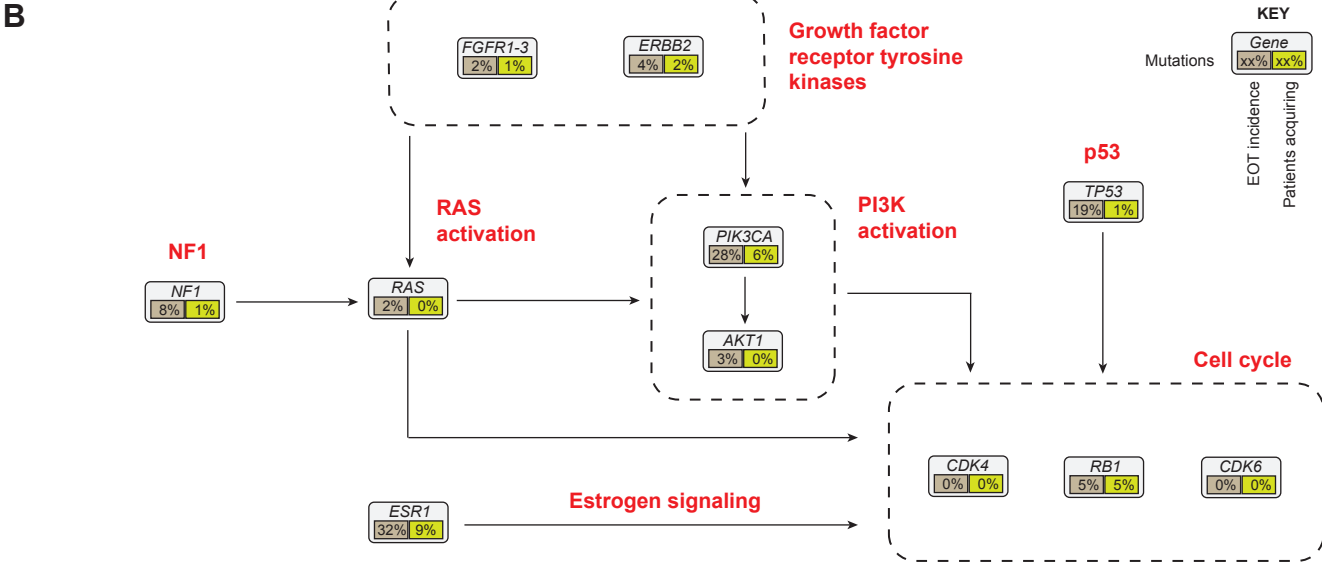 B
KEY
Gene
Mutations
xx% xx%
EOT incidence
Patients acquiring
Growth factor
receptor tyrosine
kinases
FGFR1-3
2% 1%
ERBB2
4% 2%
p53
TP53
19% 1%
RAS
activation
PI3K
activation
PIK3CA
28% 6%
NF1
NF1
8% 1%
RAS
2% 0%
AKT1
3% 0%
Cell cycle
CDK4
0% 0%
RB1
5% 5%
CDK6
0% 0%
Estrogen signaling
ESR1
32% 9%